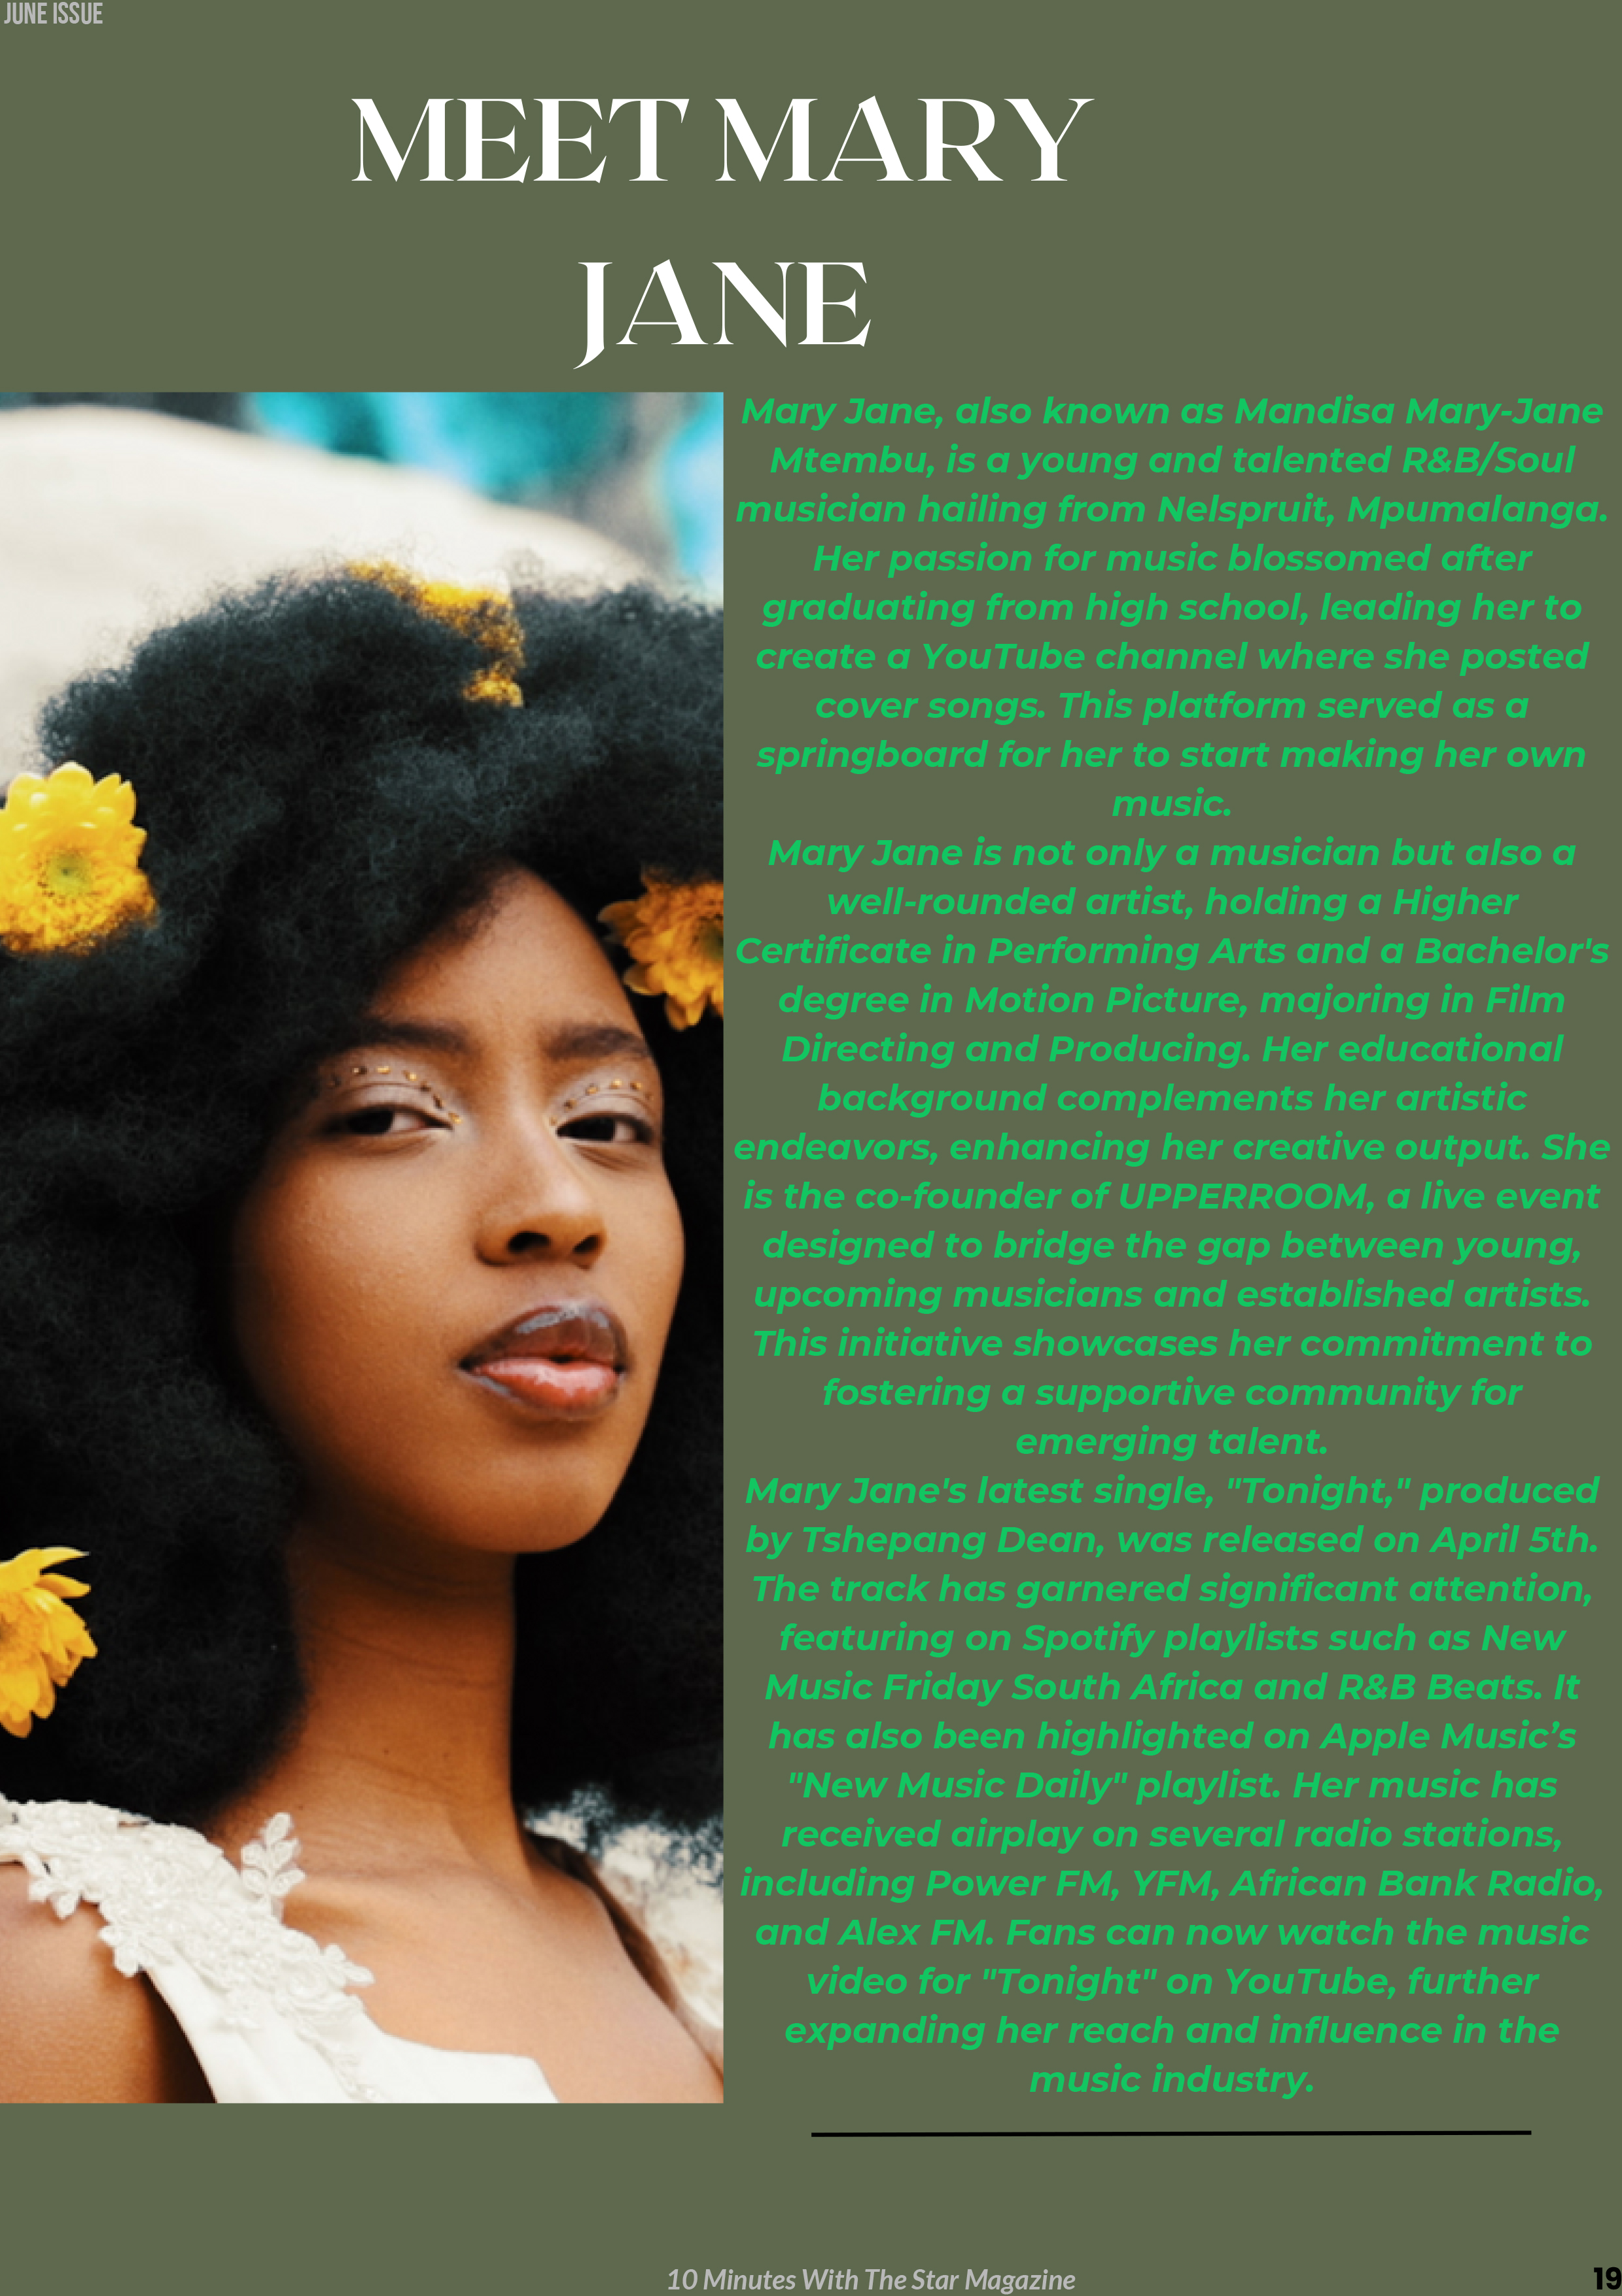 JUNE ISSUE
MEET MARY
JANE
Mary Jane, also known as Mandisa Mary-Jane
Mtembu, is a young and talented R&B/Soul
musician hailing from Nelspruit, Mpumalanga.
Her passion for music blossomed after
graduating from high school, leading her to
create a YouTube channel where she posted
cover songs. This platform served as a
springboard for her to start making her own
music.
Mary Jane is not only a musician but also a
well-rounded artist, holding a Higher
Certificate in Performing Arts and a Bachelor's
degree in Motion Picture, majoring in Film
Directing and Producing. Her educational
background complements her artistic
endeavors, enhancing her creative output. She
is the co-founder of UPPERROOM, a live event
designed to bridge the gap between young,
upcoming musicians and established artists.
This initiative showcases her commitment to
fostering a supportive community for
emerging talent.
Mary Jane's latest single, "Tonight," produced
by Tshepang Dean, was released on April 5th.
The track has garnered significant attention,
featuring on Spotify playlists such as New
Music Friday South Africa and R&B Beats. It
has also been highlighted on Apple Music’s
"New Music Daily" playlist. Her music has
received airplay on several radio stations,
including Power FM, YFM, African Bank Radio,
and Alex FM. Fans can now watch the music
video for "Tonight" on YouTube, further
expanding her reach and influence in the
music industry.
10 Minutes With The Star Magazine
19